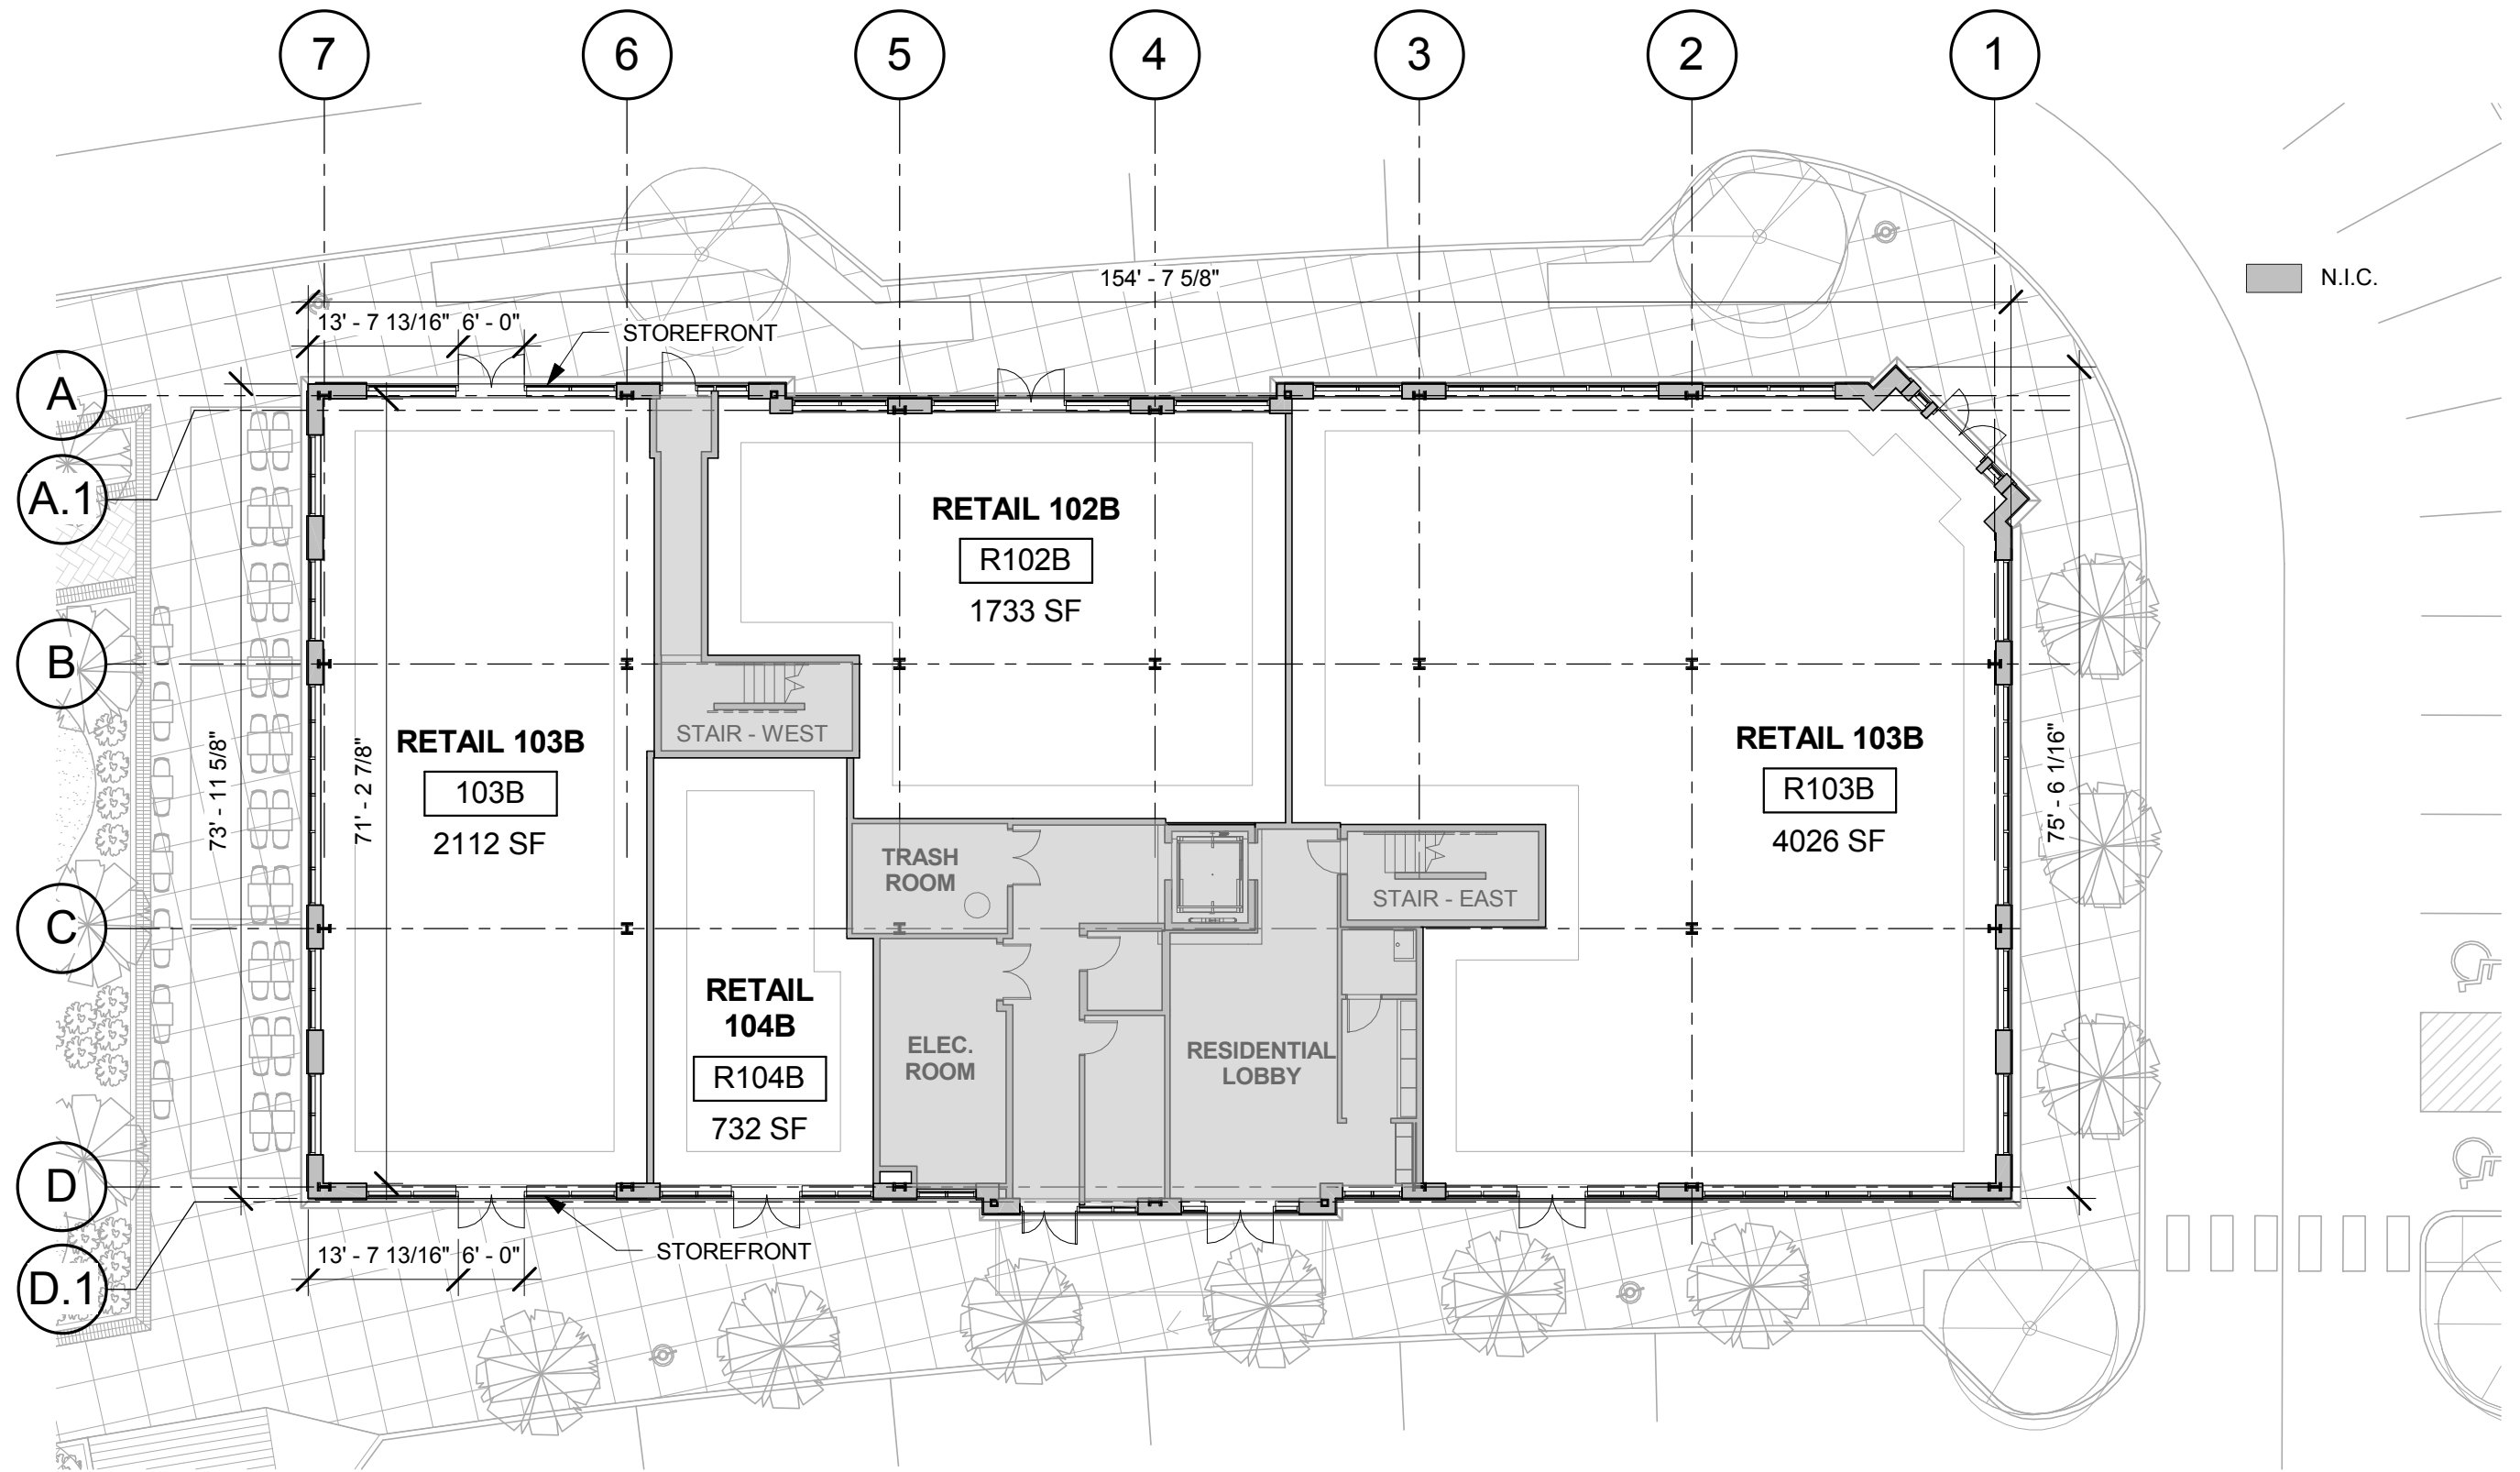 7 6 5 4 3 2 1
154' - 7 5/8"
N.I.C.
13' - 7 13/16" 6' - 0"
STOREFRONT
A
A.1
B
C
D
D.1
73' - 11 5/8"
71' - 2 7/8"
75' - 6 1/16"
RETAIL 103B
103B
2112 SF
RETAIL 102B
R102B
1733 SF
STAIR - WEST
RETAIL 103B
R103B
4026 SF
TRASH
ROOM
STAIR - EAST
RETAIL
104B
R104B
732 SF
ELEC.
ROOM
RESIDENTIAL
LOBBY
13' - 7 13/16" 6' - 0"
STOREFRONT